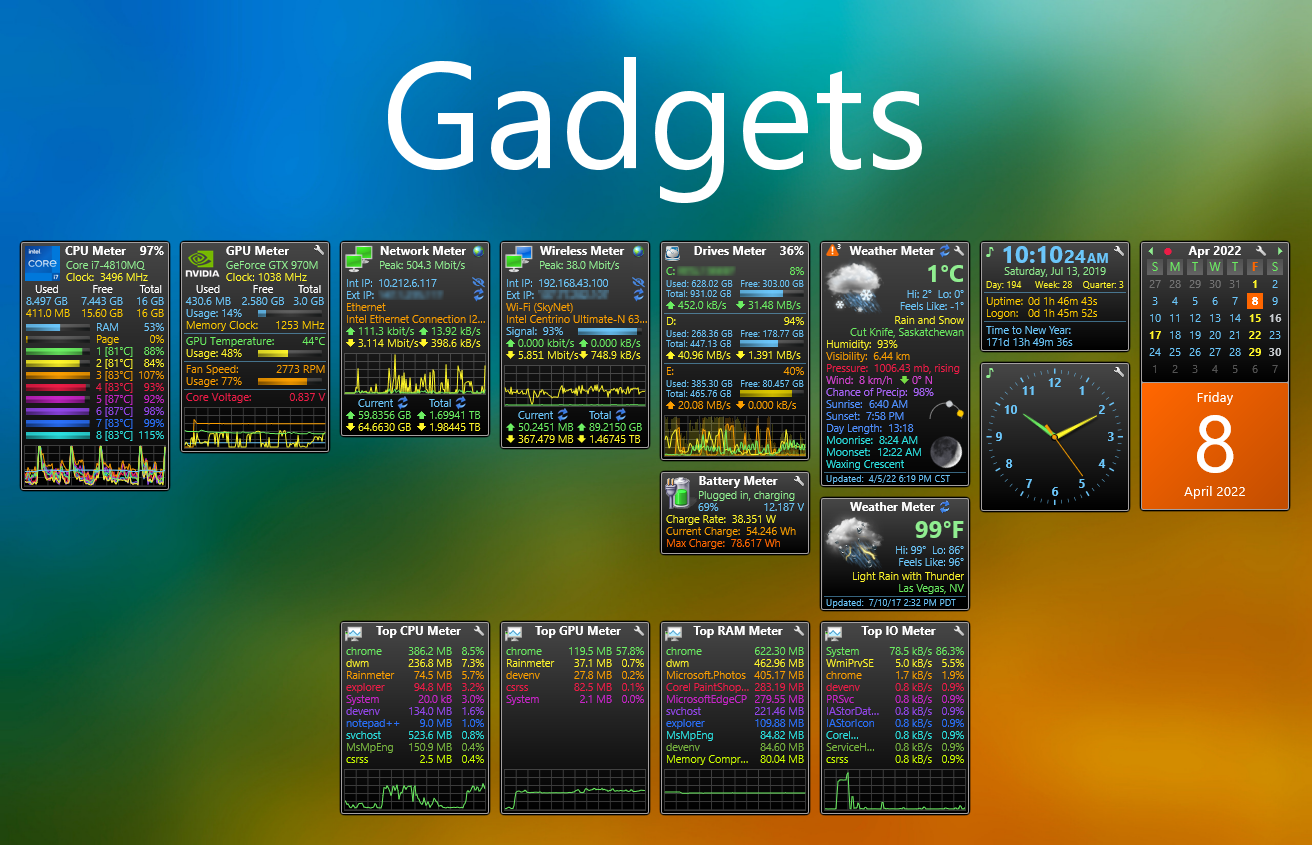 Gadgets
intel
CORE
i7
CPU Meter 97%
Core i7-4810MQ
Clock: 3496 MHz
Used Free Total
8.497 GB 7.443 GB 16 GB
411.0 MB 15.60 GB 16 GB
RAM 53%
Page 0%
1 [81°C] 88%
2 [81°C] 84%
3 [83°C] 107%
4 [83°C] 93%
5 [87°C] 92%
6 [87°C] 98%
7 [83°C] 99%
8 [83°C] 115%
NVIDIA
GPU Meter
GeForce GTX 970M
Clock: 1038 MHz
Used Free Total
430.6 MB 2.580 GB 3.0 GB
Usage: 14%
Memory Clock: 1253 MHz
GPU Temperature: 44°C
Usage: 48%
Fan Speed: 2773 RPM
Usage: 77%
Core Voltage: 0.837 V
Network Meter
Peak: 504.3 Mbit/s
Int IP: 10.212.6.117
Ext IP:
Ethernet
Intel Ethernet Connection I2...
111.3 kbit/s 13.92 kB/s
3.114 Mbit/s 398.6 kB/s
Current Total
59.8356 GB 1.69941 TB
64.6630 GB 1.98445 TB
Wireless Meter
Peak: 38.0 Mbit/s
Int IP: 192.168.43.100
Ext IP:
Wi-Fi (SkyNet)
Intel Centrino Ultimate-N 63...
Signal: 93%
0.000 kbit/s 0.000 kB/s
5.851 Mbit/s 748.9 kB/s
Current Total
50.2451 MB 89.2150 GB
367.479 MB 1.46745 TB
Drives Meter 36%
C: 8%
Used: 628.02 GB Free: 303.00 GB
Total: 931.02 GB
452.0 kB/s 31.48 MB/s
D: 94%
Used: 268.36 GB Free: 178.77 GB
Total: 447.13 GB
40.96 MB/s 1.391 MB/s
E: 40%
Used: 385.30 GB Free: 80.457 GB
Total: 465.76 GB
20.08 MB/s 0.000 kB/s
Battery Meter
Plugged in, charging
69% 12.187 V
Charge Rate: 38.351 W
Current Charge: 54.246 Wh
Max Charge: 78.617 Wh
3
Weather Meter
1°C
Hi: 2° Lo: 0°
Feels Like: -1°
Rain and Snow
Cut Knife, Saskatchewan
Humidity: 93%
Visibility: 6.44 km
Pressure: 1006.43 mb, rising
Wind: 8 km/h 0° N
Chance of Precip: 98%
Sunrise: 6:40 AM
Sunset: 7:58 PM
Day Length: 13:18
Moonrise: 8:24 AM
Moonset: 12:22 AM
Waxing Crescent
Updated: 4/5/22 6:19 PM CST
Weather Meter
99°F
Hi: 99° Lo: 86°
Feels Like: 96°
Light Rain with Thunder
Las Vegas, NV
Updated: 7/10/17 2:32 PM PDT
10:10 24 AM
Saturday, Jul 13, 2019
Day: 194 Week: 28 Quarter: 3
Uptime: 0d 1h 46m 43s
Logon: 0d 1h 45m 52s
Time to New Year:
171d 13h 49m 36s
12
11 1
10 2
9 3
8 4
7 5
6
Apr 2022
S M T W T F S
27 28 29 30 31 1 2
3 4 5 6 7 8 9
10 11 12 13 14 15 16
17 18 19 20 21 22 23
24 25 26 27 28 29 30
1 2 3 4 5 6 7
Friday
8
April 2022
Top CPU Meter
chrome 386.2 MB 8.5%
dwm 236.8 MB 7.3%
Rainmeter 74.5 MB 5.7%
explorer 94.8 MB 3.2%
System 20.0 kB 3.0%
devenv 134.0 MB 1.6%
notepad++ 9.0 MB 1.0%
svchost 523.6 MB 0.8%
MsMpEng 150.9 MB 0.4%
csrss 2.5 MB 0.4%
Top GPU Meter
chrome 119.5 MB 57.8%
Rainmeter 37.1 MB 0.7%
devenv 27.8 MB 0.2%
csrss 82.5 MB 0.1%
System 2.1 MB 0.0%
Top RAM Meter
chrome 622.30 MB
dwm 462.96 MB
Microsoft.Photos 405.17 MB
Corel PaintShop... 283.19 MB
MicrosoftEdgeCP 279.55 MB
svchost 221.46 MB
explorer 109.88 MB
MsMpEng 84.82 MB
devenv 84.60 MB
Memory Compr... 80.04 MB
Top IO Meter
System 78.5 kB/s 86.3%
WmiPrvSE 5.0 kB/s 5.5%
chrome 1.7 kB/s 1.9%
devenv 0.8 kB/s 0.9%
PRSvc 0.8 kB/s 0.9%
IAStorDat... 0.8 kB/s 0.9%
IAStorIcon 0.8 kB/s 0.9%
Corel... 0.8 kB/s 0.9%
ServiceH... 0.8 kB/s 0.9%
csrss 0.8 kB/s 0.9%